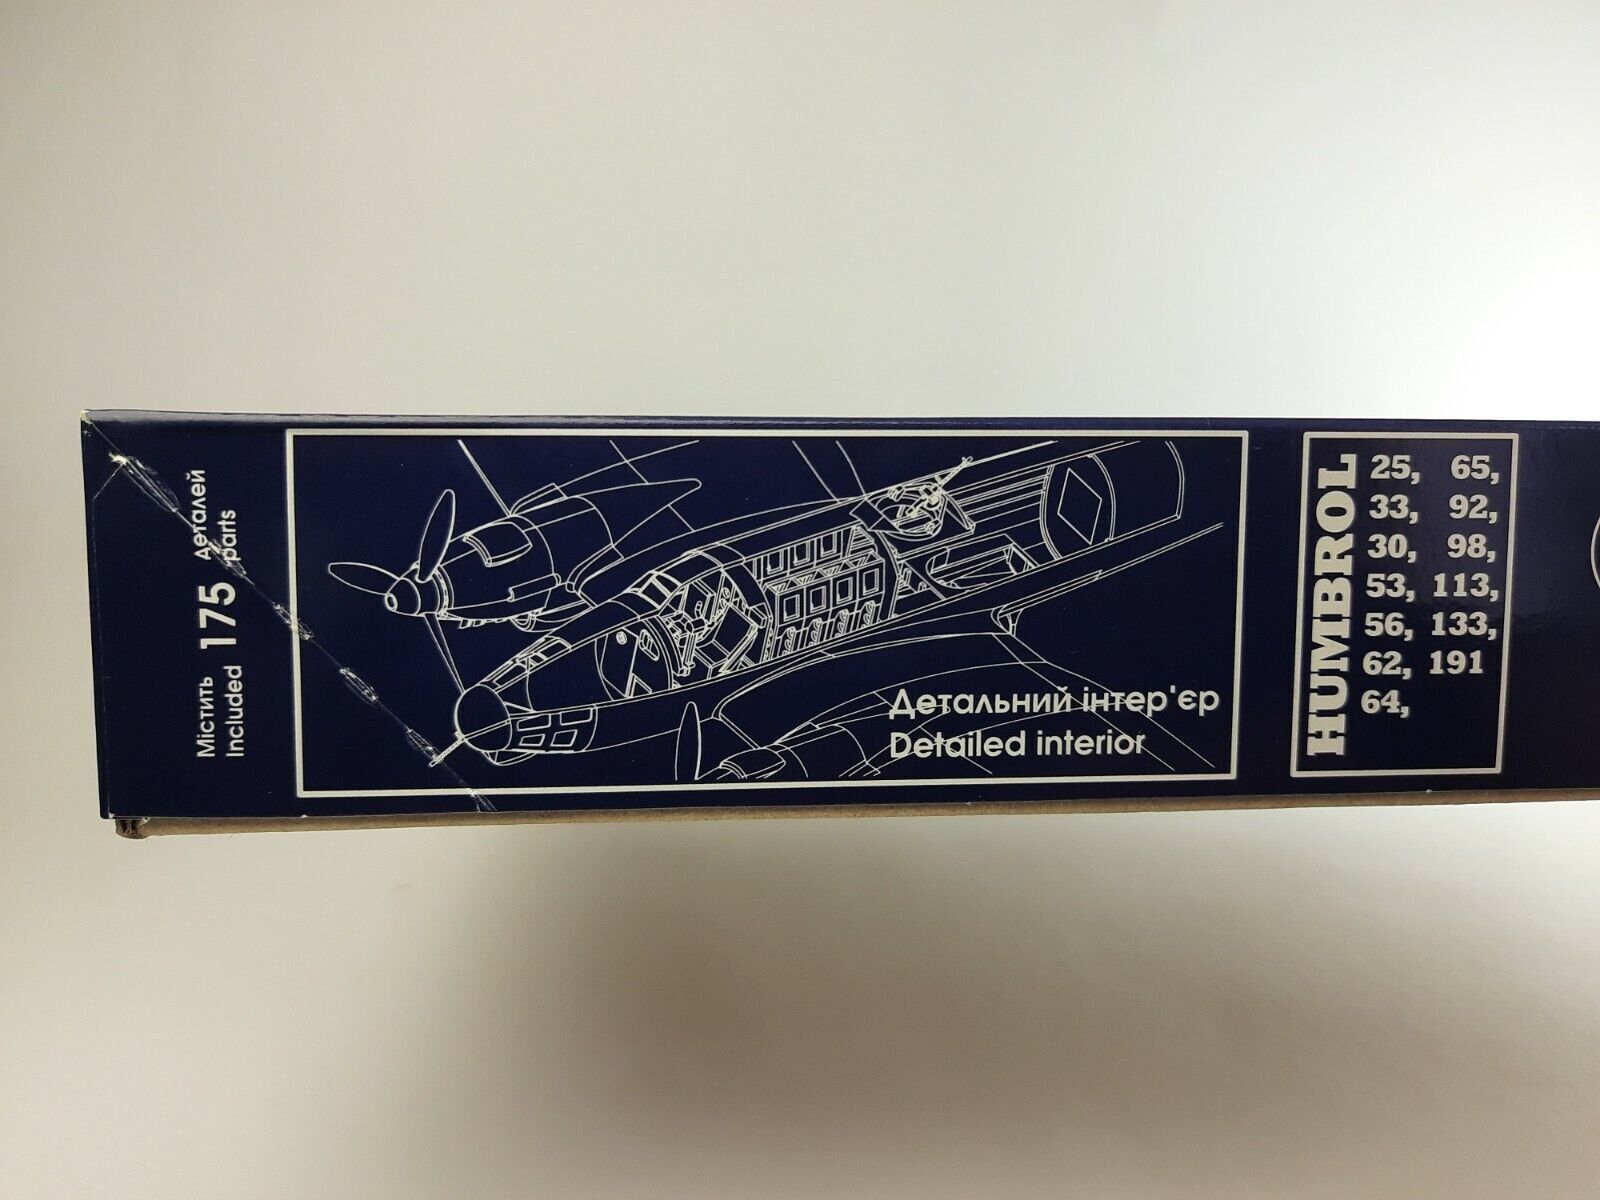 Містить 175 деталей
Included 175 parts
Детальний інтер'єр
Detailed interior
HUMBROL
25, 65,
33, 92,
30, 98,
53, 113,
56, 133,
62, 191
64,